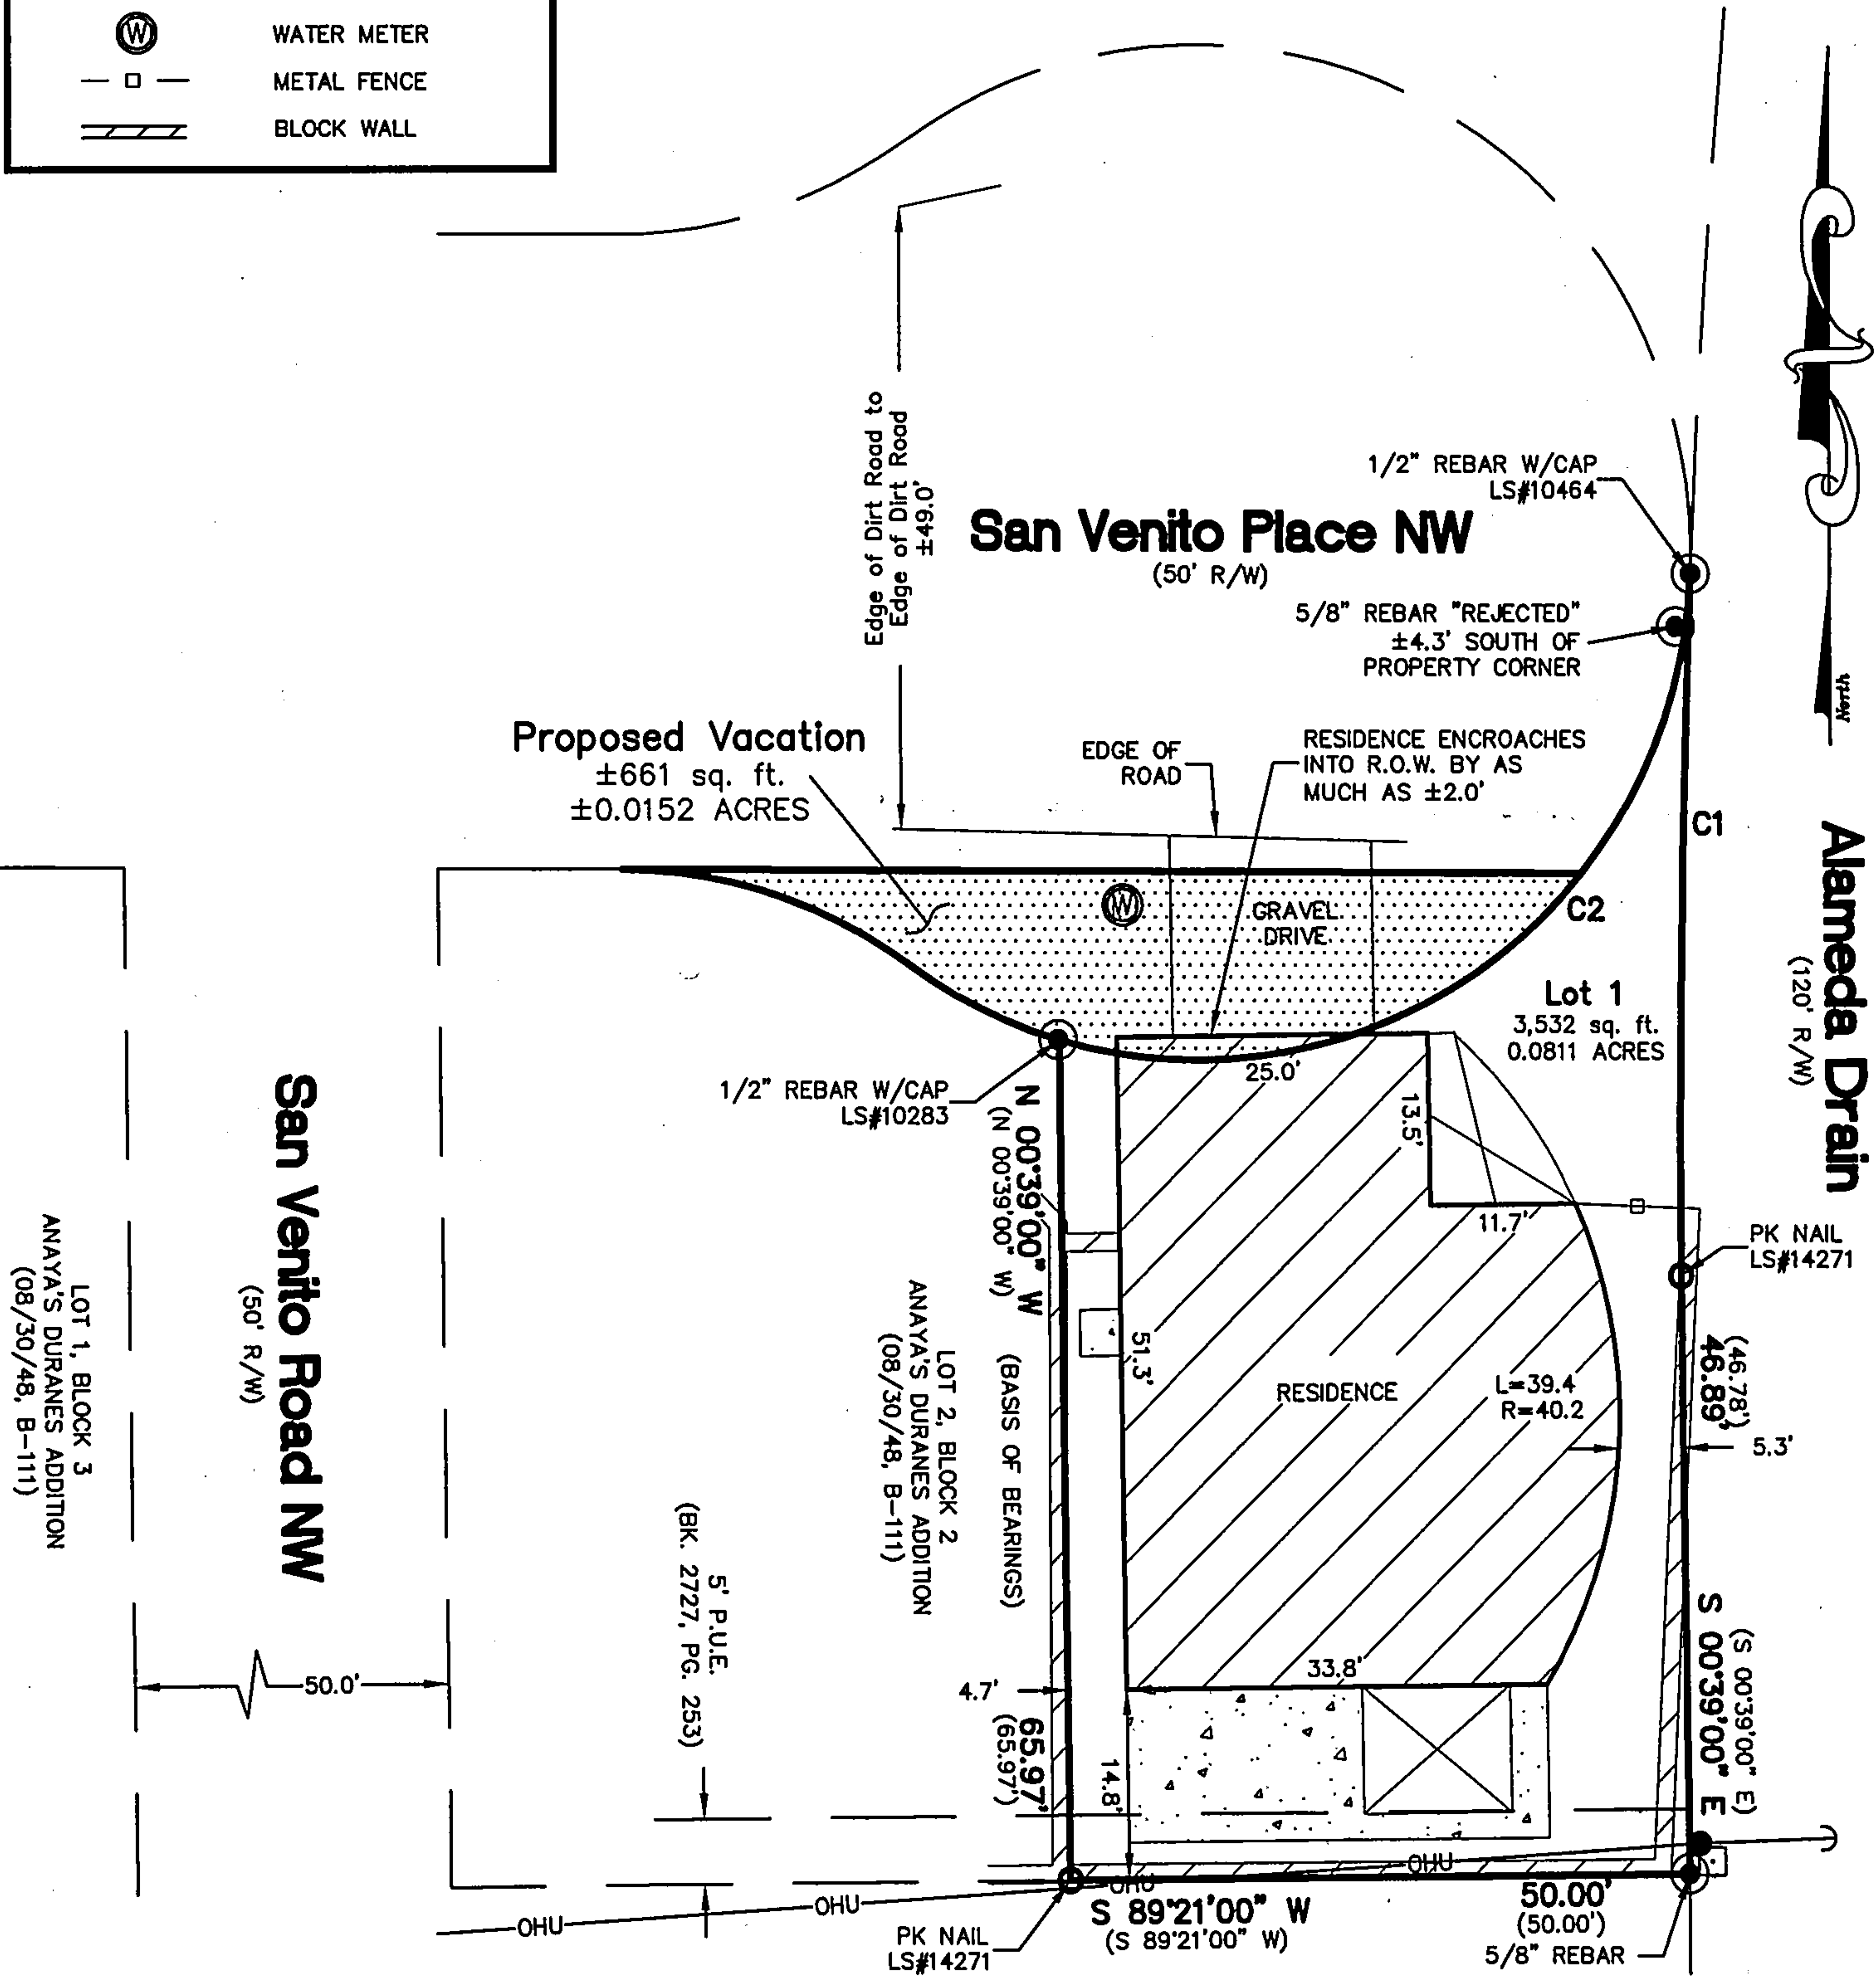 W
WATER METER
METAL FENCE
BLOCK WALL
North
Edge of Dirt Road to
Edge of Dirt Road
±49.0'
San Venito Place NW
(50' R/W)
1/2" REBAR W/CAP
LS#10464
5/8" REBAR "REJECTED"
±4.3' SOUTH OF
PROPERTY CORNER
Proposed Vacation
±661 sq. ft.
±0.0152 ACRES
EDGE OF
ROAD
RESIDENCE ENCROACHES
INTO R.O.W. BY AS
MUCH AS ±2.0'
C1
Alameda Drain
(120' R/W)
W
GRAVEL
DRIVE
C2
Lot 1
3,532 sq. ft.
0.0811 ACRES
1/2" REBAR W/CAP
LS#10283
25.0'
13.5'
11.7'
PK NAIL
LS#14271
N 00°39'00" W
(N 00°39'00" W)
(BASIS OF BEARINGS)
65.97'
(65.97')
51.3'
RESIDENCE
L=39.4
R=40.2
(46.78')
46.89'
5.3'
(S 00°39'00" E)
S 00°39'00" E
San Venito Road NW
(50' R/W)
LOT 1, BLOCK 3
ANAYA'S DURANES ADDITION
(08/30/48, B-111)
LOT 2, BLOCK 2
ANAYA'S DURANES ADDITION
(08/30/48, B-111)
5' P.U.E.
(BK. 2727, PG. 253)
50.0'
4.7'
33.8'
14.8'
OHU
OHU
OHU
OHU
S 89°21'00" W
(S 89°21'00" W)
50.00'
(50.00')
PK NAIL
LS#14271
5/8" REBAR